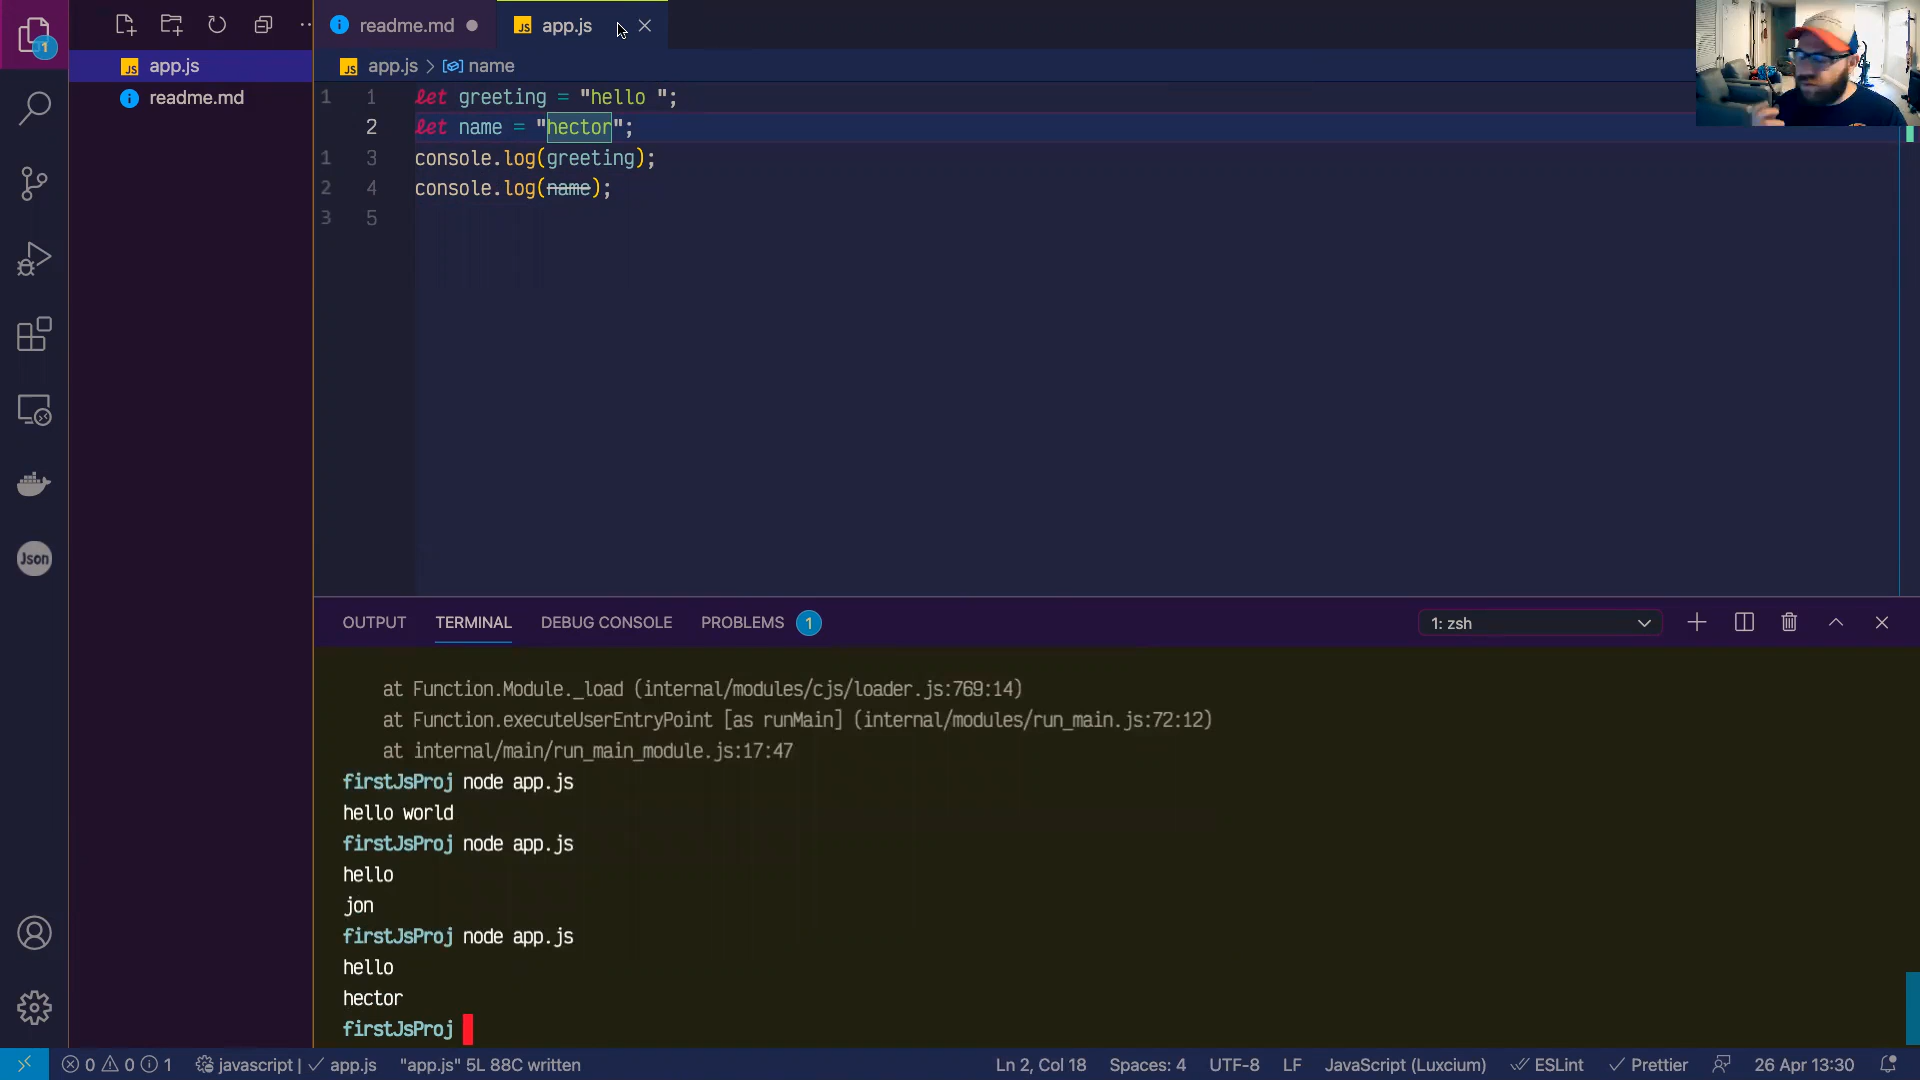 1
readme.md
JS app.js
JS app.js
readme.md
JS app.js > name
1 1 let greeting = "hello ";
2 let name = "hector";
1 3 console.log(greeting);
2 4 console.log(name);
3 5
Json
OUTPUT TERMINAL DEBUG CONSOLE PROBLEMS 1
1: zsh
at Function.Module._load (internal/modules/cjs/loader.js:769:14)
at Function.executeUserEntryPoint [as runMain] (internal/modules/run_main.js:72:12)
at internal/main/run_main_module.js:17:47
firstJsProj node app.js
hello world
firstJsProj node app.js
hello
jon
firstJsProj node app.js
hello
hector
firstJsProj
0 0 1 javascript | ✓ app.js "app.js" 5L 88C written Ln 2, Col 18 Spaces: 4 UTF-8 LF JavaScript (Luxcium) ESLint Prettier 26 Apr 13:30